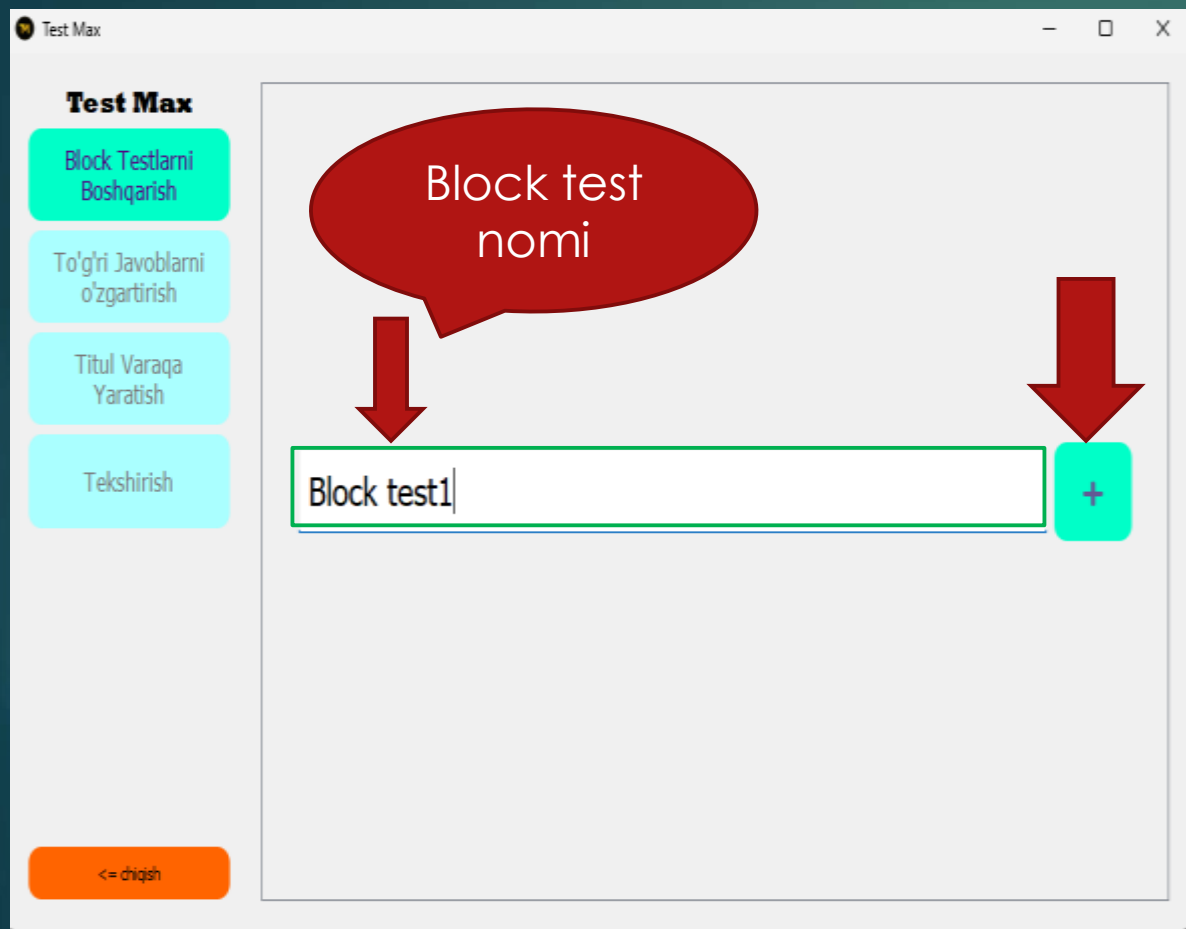 Test Max
Test Max
Block Testlarni
Boshqarish
To'g'ri Javoblarni
o'zgartirish
Titul Varaqa
Yaratish
Tekshirish
<= chiqish
Block test
nomi
Block test1
+